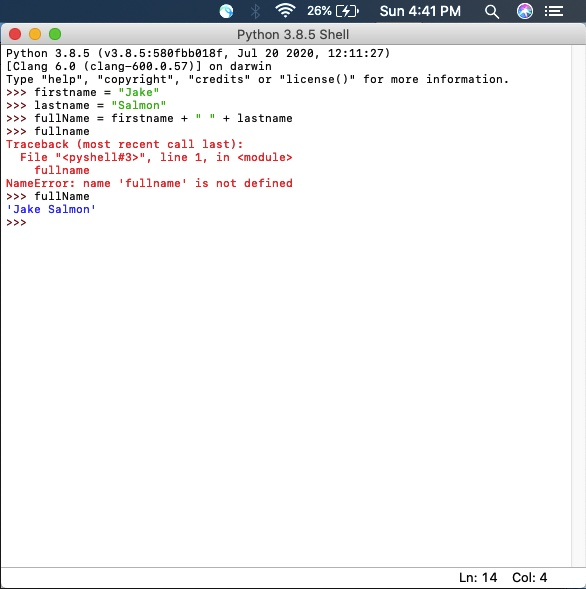 26% Sun 4:41 PM
Python 3.8.5 Shell
Python 3.8.5 (v3.8.5:580fbb018f, Jul 20 2020, 12:11:27)
[Clang 6.0 (clang-600.0.57)] on darwin
Type "help", "copyright", "credits" or "license()" for more information.
>>> firstname = "Jake"
>>> lastname = "Salmon"
>>> fullName = firstname + " " + lastname
>>> fullname
Traceback (most recent call last):
  File "<pyshell#3>", line 1, in <module>
    fullname
NameError: name 'fullname' is not defined
>>> fullName
'Jake Salmon'
>>>
Ln: 14 Col: 4